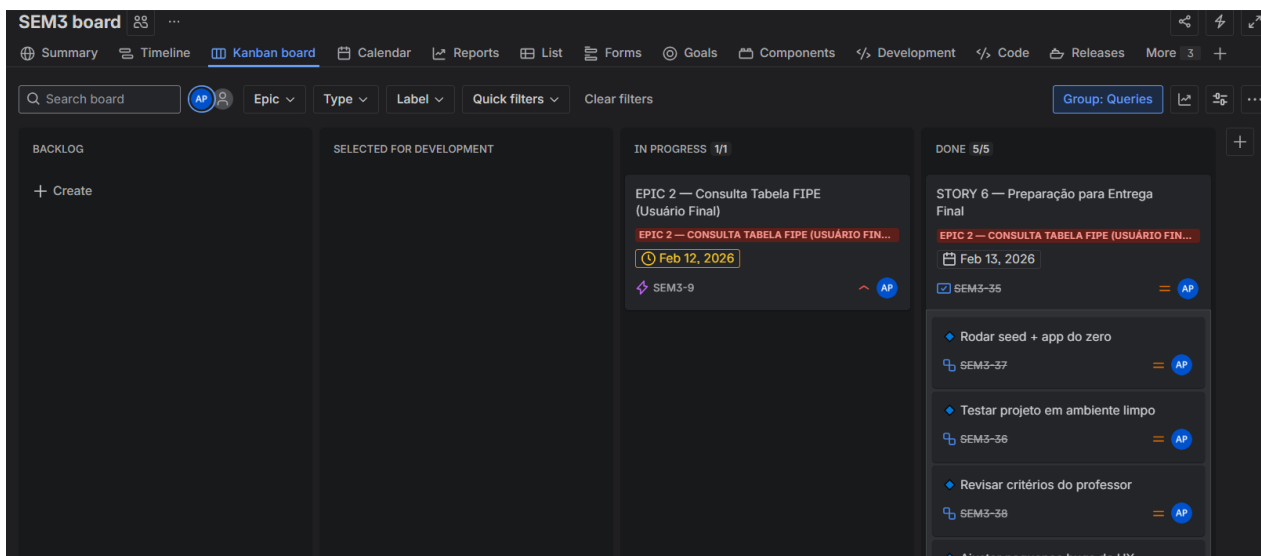 SEM3 board
Summary Timeline Kanban board Calendar Reports List Forms Goals Components Development Code Releases More 3
Search board AP Epic Type Label Quick filters Clear filters Group: Queries
BACKLOG
Create
SELECTED FOR DEVELOPMENT
IN PROGRESS 1/1
EPIC 2 — Consulta Tabela FIPE
(Usuário Final)
EPIC 2 — CONSULTA TABELA FIPE (USUÁRIO FIN...
Feb 12, 2026
SEM3-9 AP
DONE 5/5
STORY 6 — Preparação para Entrega
Final
EPIC 2 — CONSULTA TABELA FIPE (USUÁRIO FIN...
Feb 13, 2026
SEM3-35 AP
Rodar seed + app do zero
SEM3-37 AP
Testar projeto em ambiente limpo
SEM3-36 AP
Revisar critérios do professor
SEM3-38 AP